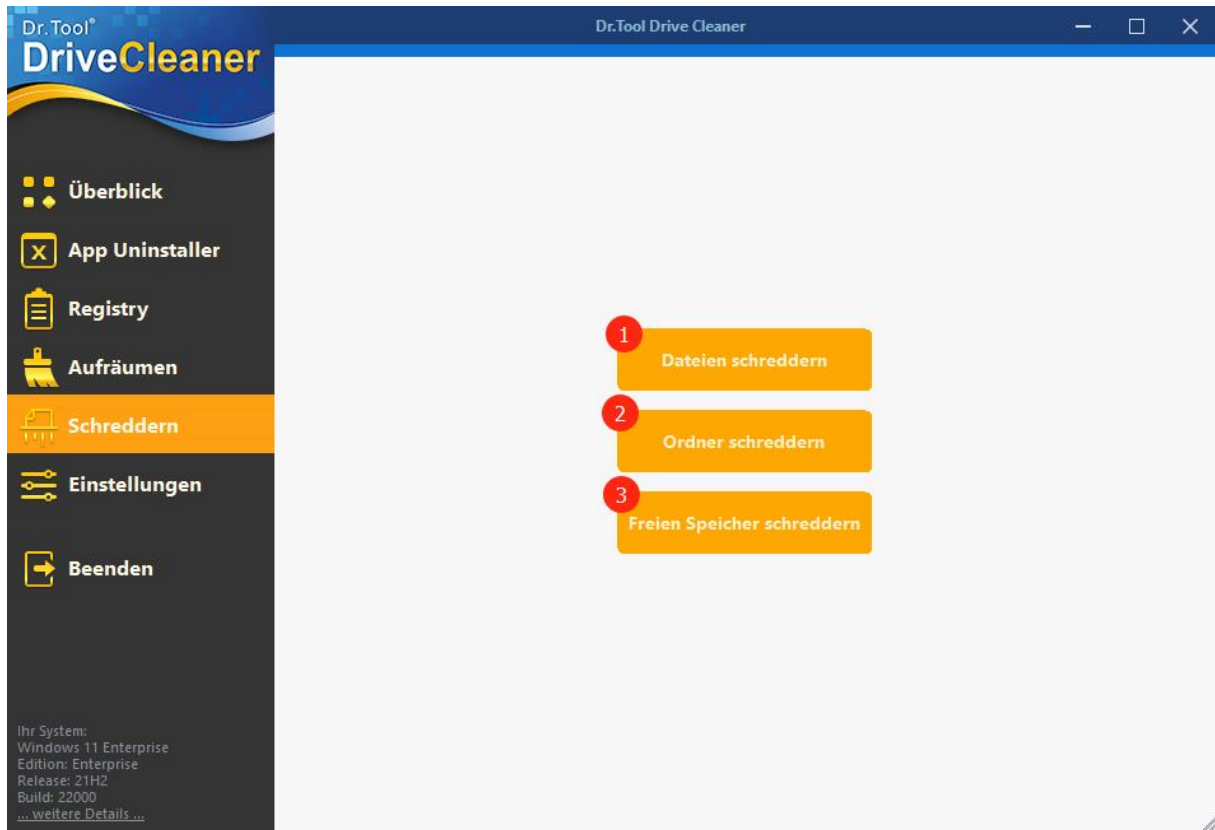 Dr.Tool®
DriveCleaner
Dr.Tool Drive Cleaner
Überblick
App Uninstaller
Registry
Aufräumen
Schreddern
Einstellungen
Beenden
1
Dateien schreddern
2
Ordner schreddern
3
Freien Speicher schreddern
Ihr System:
Windows 11 Enterprise
Edition: Enterprise
Release: 21H2
Build: 22000
... weitere Details ...